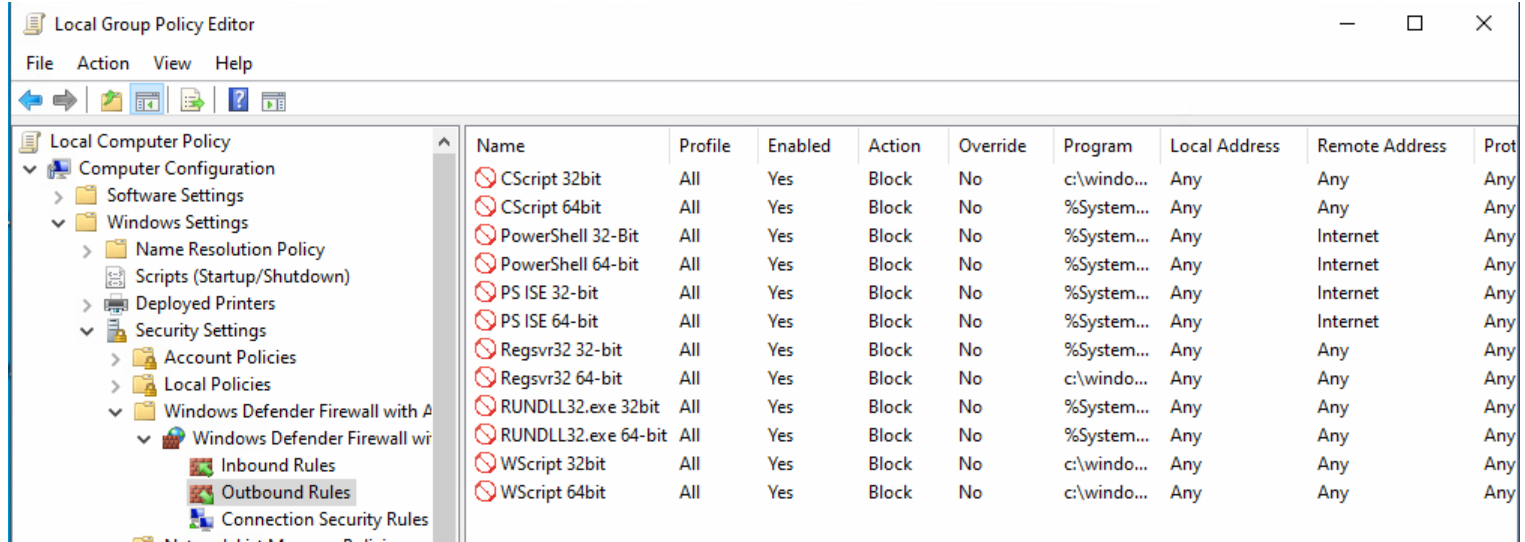 Local Group Policy Editor
File Action View Help
Local Computer Policy
Computer Configuration
Software Settings
Windows Settings
Name Resolution Policy
Scripts (Startup/Shutdown)
Deployed Printers
Security Settings
Account Policies
Local Policies
Windows Defender Firewall with A
Windows Defender Firewall wi
Inbound Rules
Outbound Rules
Connection Security Rules
Name Profile Enabled Action Override Program Local Address Remote Address Prot
CScript 32bit All Yes Block No c:\windo... Any Any Any
CScript 64bit All Yes Block No %System... Any Any Any
PowerShell 32-Bit All Yes Block No %System... Any Internet Any
PowerShell 64-bit All Yes Block No %System... Any Internet Any
PS ISE 32-bit All Yes Block No %System... Any Internet Any
PS ISE 64-bit All Yes Block No %System... Any Internet Any
Regsvr32 32-bit All Yes Block No %System... Any Any Any
Regsvr32 64-bit All Yes Block No c:\windo... Any Any Any
RUNDLL32.exe 32bit All Yes Block No %System... Any Any Any
RUNDLL32.exe 64-bit All Yes Block No %System... Any Any Any
WScript 32bit All Yes Block No c:\windo... Any Any Any
WScript 64bit All Yes Block No c:\windo... Any Any Any